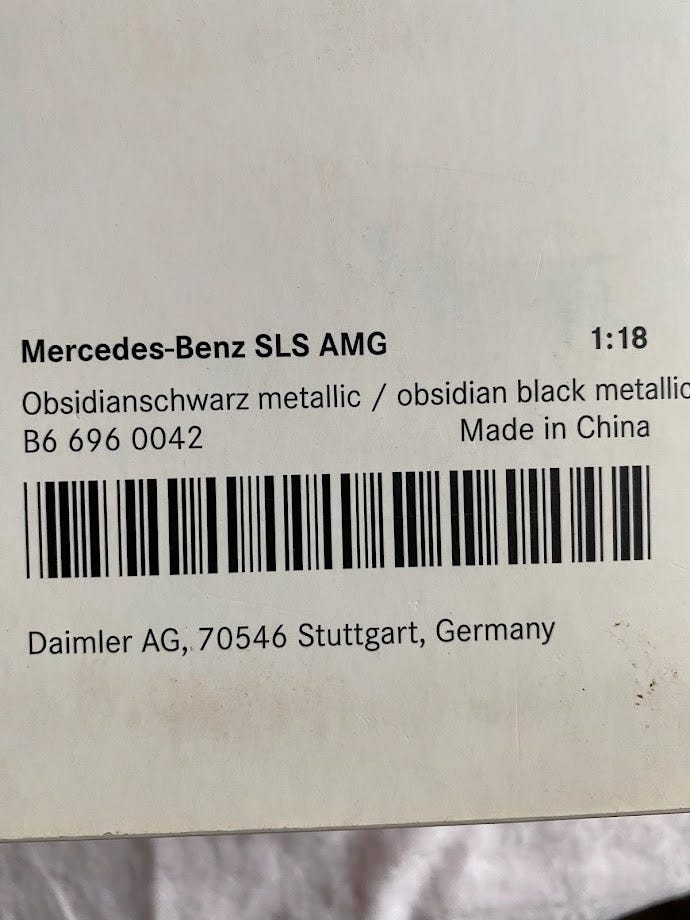 Mercedes-Benz SLS AMG 1:18
Obsidianschwarz metallic / obsidian black metallic
B6 696 0042 Made in China
Daimler AG, 70546 Stuttgart, Germany